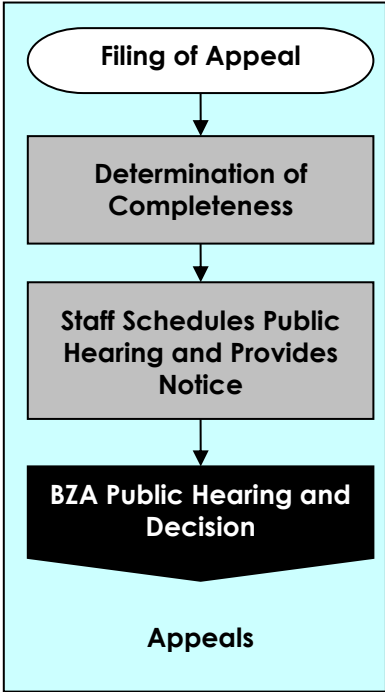 Filing of Appeal
Determination of
Completeness
Staff Schedules Public
Hearing and Provides
Notice
BZA Public Hearing and
Decision
Appeals